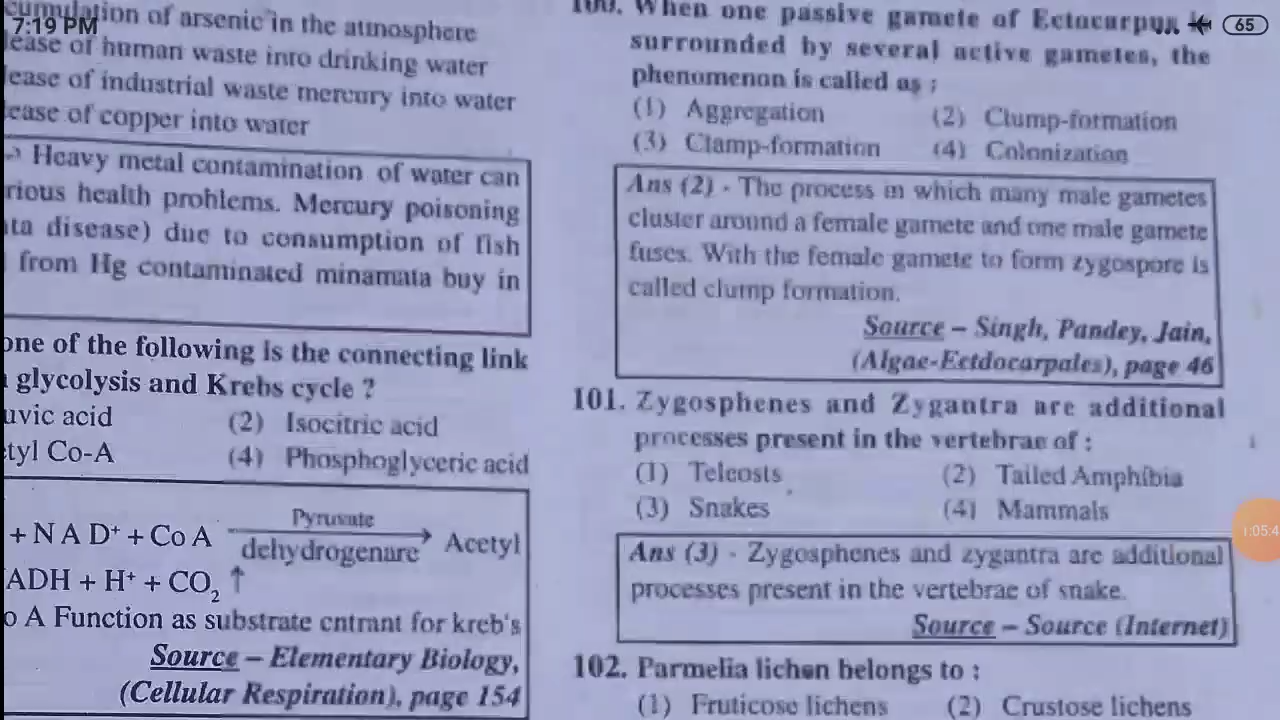 7:19 PM
65
cumulation of arsenic in the atmosphere
lease of human waste into drinking water
lease of industrial waste mercury into water
lease of copper into water
Heavy metal contamination of water can
rious health problems. Mercury poisoning
ata disease) due to consumption of fish
from Hg contaminated minamata buy in
one of the following is the connecting link
glycolysis and Krebs cycle ?
uvic acid (2) Isocitric acid
etyl Co-A (4) Phosphoglyceric acid
+ N A D⁺ + Co A Pyruvate dehydrogenare Acetyl
ADH + H⁺ + CO₂ ↑
o A Function as substrate cntrant for kreb's
Source – Elementary Biology,
(Cellular Respiration), page 154
100. When one passive gamete of Ectocarpus is
surrounded by several active gametes, the
phenomenon is called as ;
(1) Aggregation (2) Clump-formation
(3) Clamp-formation (4) Colonization
Ans (2) - The process in which many male gametes
cluster around a female gamete and one male gamete
fuses. With the female gamete to form zygospore is
called clump formation.
Source – Singh, Pandey, Jain,
(Algae-Ectdocarpales), page 46
101. Zygosphenes and Zygantra are additional
processes present in the vertebrae of :
(1) Teleosts (2) Tailed Amphibia
(3) Snakes (4) Mammals
Ans (3) - Zygosphenes and zygantra are additional
processes present in the vertebrae of snake.
Source – Source (Internet)
1:05:4
102. Parmelia lichen belongs to :
(1) Fruticose lichens (2) Crustose lichens